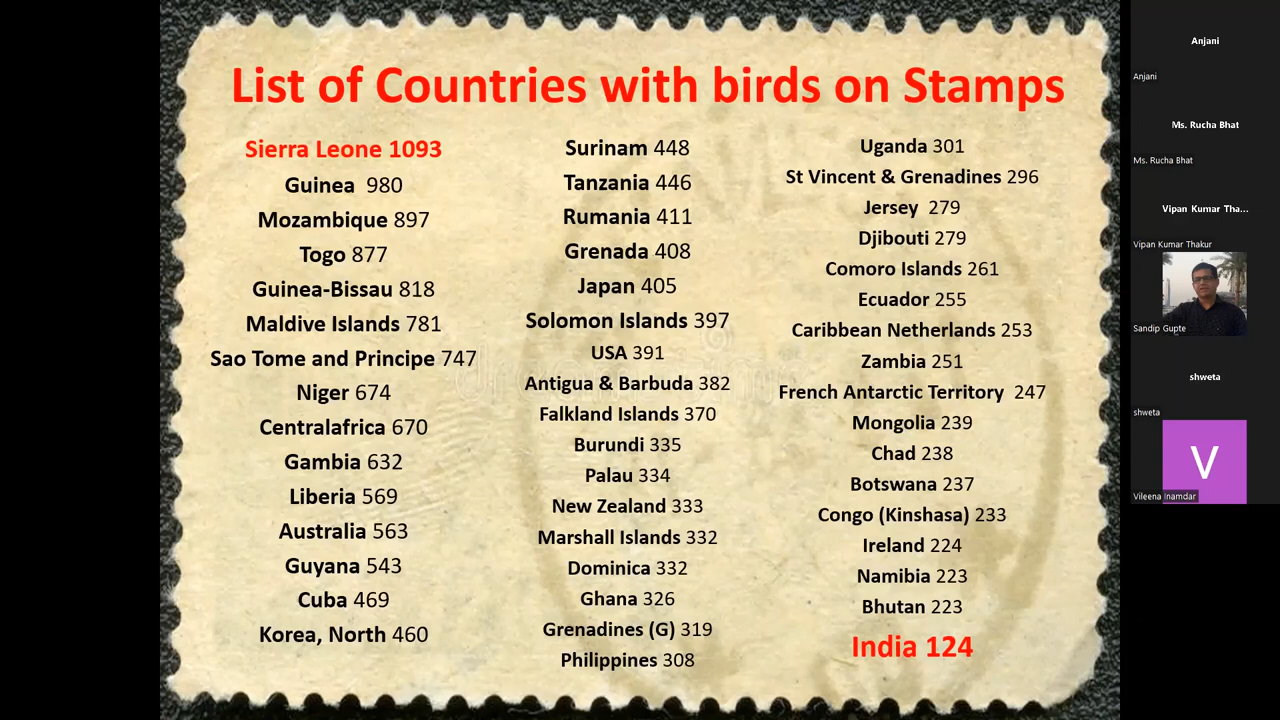 List of Countries with birds on Stamps
Sierra Leone 1093
Guinea 980
Mozambique 897
Togo 877
Guinea-Bissau 818
Maldive Islands 781
Sao Tome and Principe 747
Niger 674
Centralafrica 670
Gambia 632
Liberia 569
Australia 563
Guyana 543
Cuba 469
Korea, North 460
Surinam 448
Tanzania 446
Rumania 411
Grenada 408
Japan 405
Solomon Islands 397
USA 391
Antigua & Barbuda 382
Falkland Islands 370
Burundi 335
Palau 334
New Zealand 333
Marshall Islands 332
Dominica 332
Ghana 326
Grenadines (G) 319
Philippines 308
Uganda 301
St Vincent & Grenadines 296
Jersey 279
Djibouti 279
Comoro Islands 261
Ecuador 255
Caribbean Netherlands 253
Zambia 251
French Antarctic Territory 247
Mongolia 239
Chad 238
Botswana 237
Congo (Kinshasa) 233
Ireland 224
Namibia 223
Bhutan 223
India 124
Anjani
Anjani
Ms. Rucha Bhat
Ms. Rucha Bhat
Vipan Kumar Tha...
Vipan Kumar Thakur
Sandip Gupte
shweta
shweta
V
Vileena Inamdar